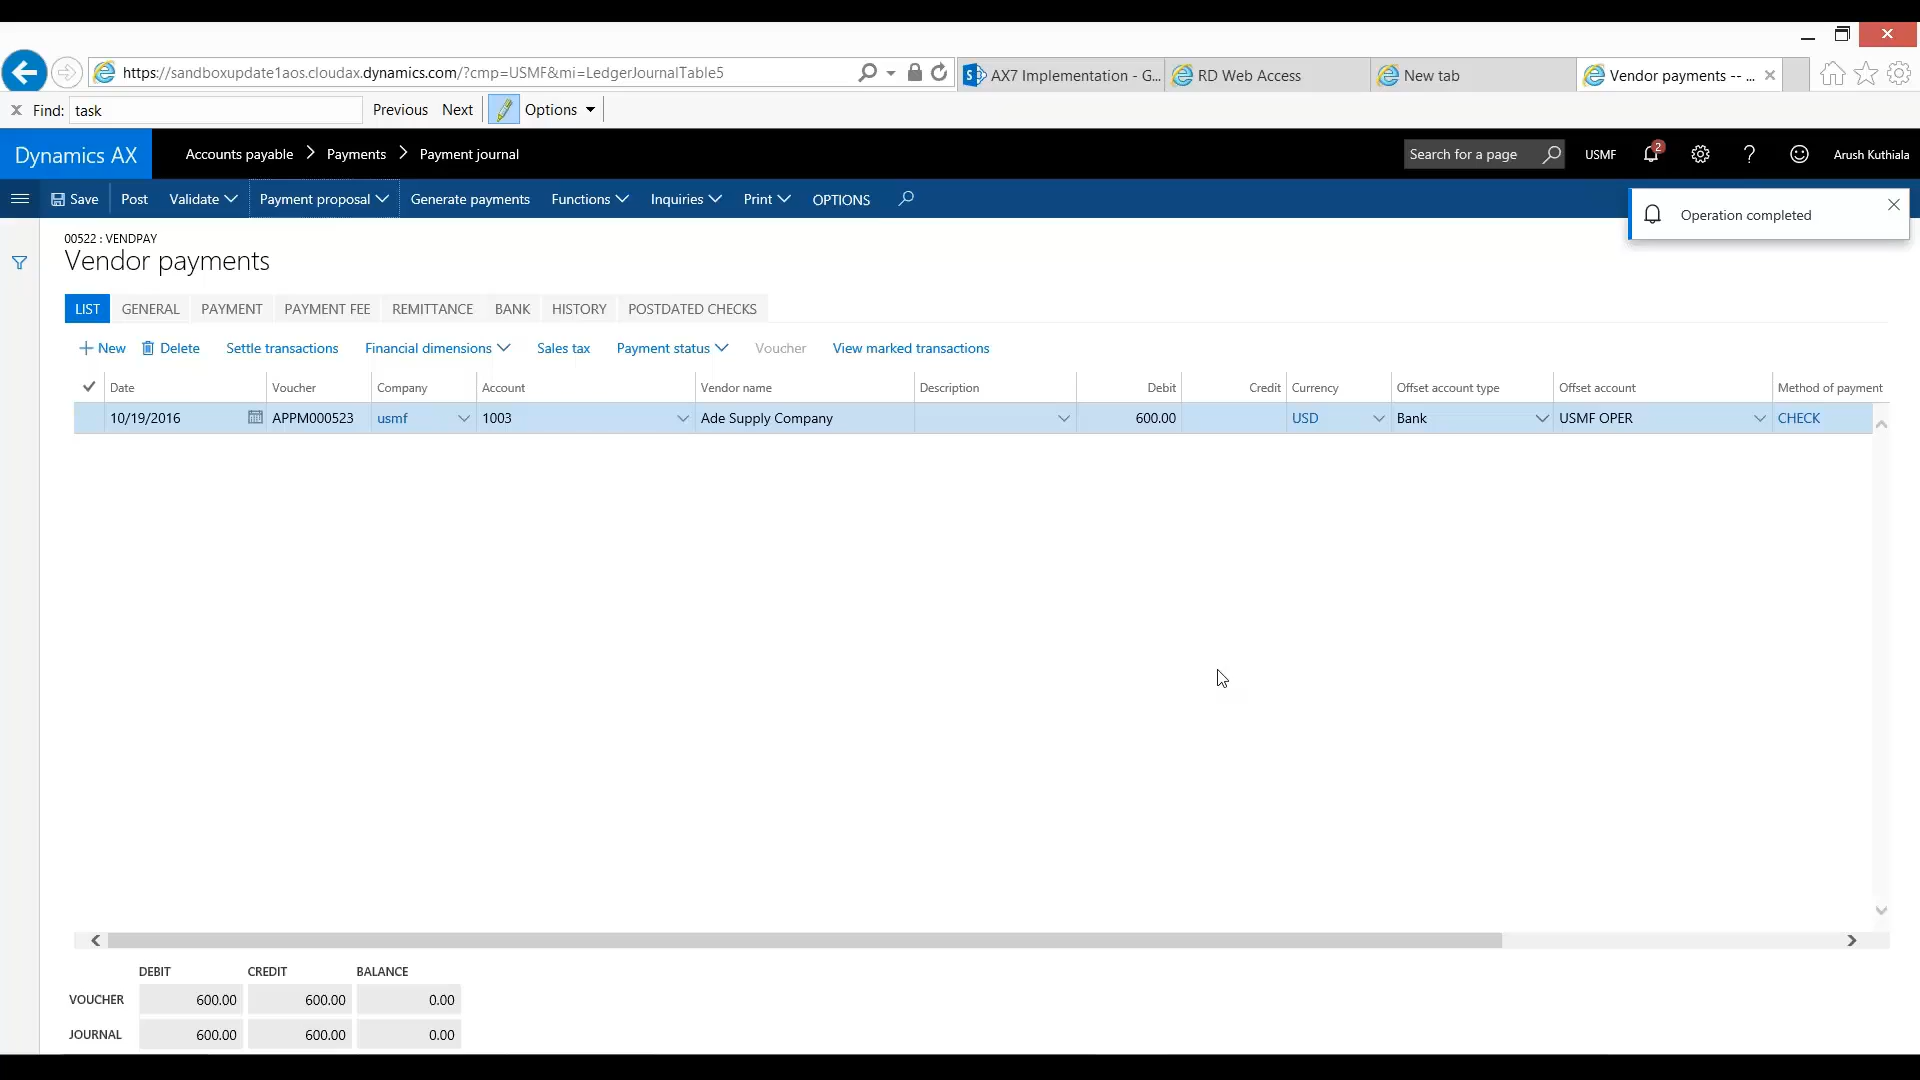 https://sandboxupdate1aos.cloudax.dynamics.com/?cmp=USMF&mi=LedgerJournalTable5
AX7 Implementation - G...
RD Web Access
New tab
Vendor payments -- ...
Find: task
Previous
Next
Options
Dynamics AX
Accounts payable
Payments
Payment journal
Search for a page
USMF
2
?
Arush Kuthiala
Save
Post
Validate
Payment proposal
Generate payments
Functions
Inquiries
Print
OPTIONS
Operation completed
00522 : VENDPAY
Vendor payments
LIST
GENERAL
PAYMENT
PAYMENT FEE
REMITTANCE
BANK
HISTORY
POSTDATED CHECKS
New
Delete
Settle transactions
Financial dimensions
Sales tax
Payment status
Voucher
View marked transactions
Date Voucher Company Account Vendor name Description Debit Credit Currency Offset account type Offset account Method of payment
10/19/2016 APPM000523 usmf 1003 Ade Supply Company 600.00 USD Bank USMF OPER CHECK
DEBIT CREDIT BALANCE
VOUCHER 600.00 600.00 0.00
JOURNAL 600.00 600.00 0.00